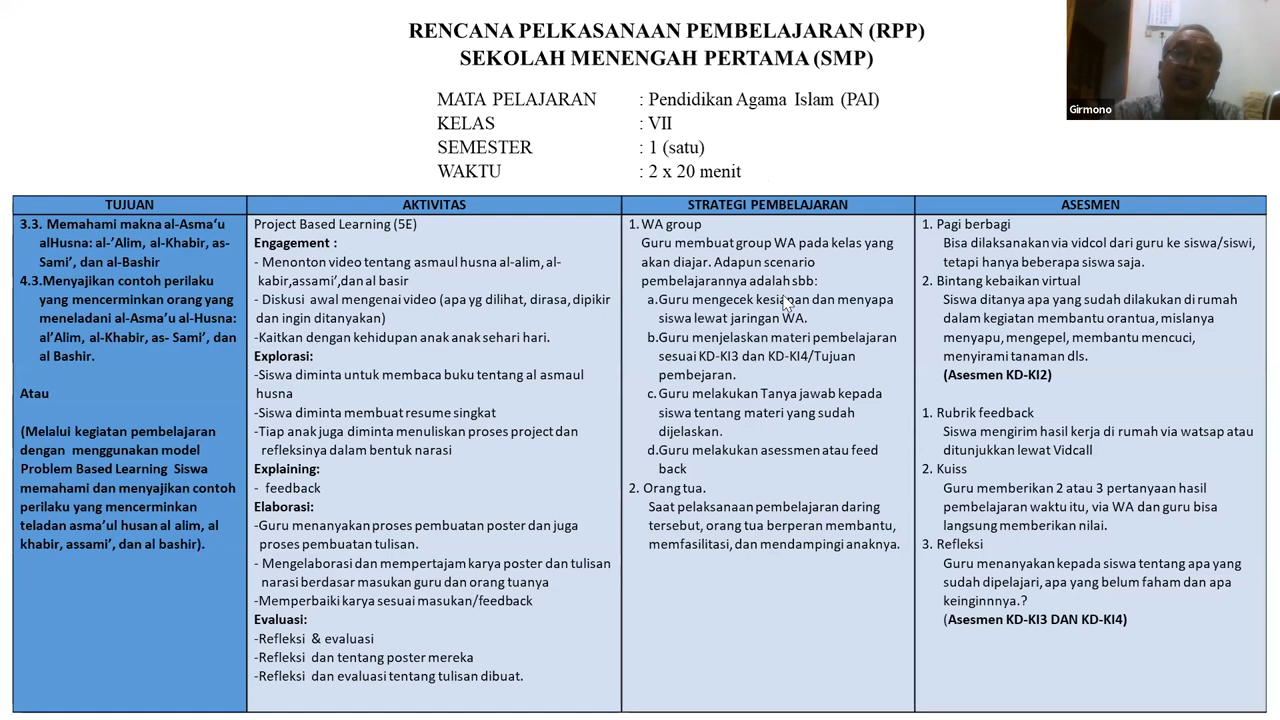 RENCANA PELKASANAAN PEMBELAJARAN (RPP)
SEKOLAH MENENGAH PERTAMA (SMP)
MATA PELAJARAN : Pendidikan Agama Islam (PAI)
KELAS : VII
SEMESTER : 1 (satu)
WAKTU : 2 x 20 menit
Girmono
TUJUAN
3.3. Memahami makna al-Asma‘u
alHusna: al-’Alim, al-Khabir, as-
Sami’, dan al-Bashir
4.3.Menyajikan contoh perilaku
yang mencerminkan orang yang
meneladani al-Asma’u al-Husna:
al’Alim, al-Khabir, as- Sami’, dan
al Bashir.
Atau
(Melalui kegiatan pembelajaran
dengan menggunakan model
Problem Based Learning Siswa
memahami dan menyajikan contoh
perilaku yang mencerminkan
teladan asma’ul husan al alim, al
khabir, assami’, dan al bashir).
AKTIVITAS
Project Based Learning (5E)
Engagement :
- Menonton video tentang asmaul husna al-alim, al-
kabir,assami’,dan al basir
- Diskusi awal mengenai video (apa yg dilihat, dirasa, dipikir
dan ingin ditanyakan)
-Kaitkan dengan kehidupan anak anak sehari hari.
Explorasi:
-Siswa diminta untuk membaca buku tentang al asmaul
husna
-Siswa diminta membuat resume singkat
-Tiap anak juga diminta menuliskan proses project dan
refleksinya dalam bentuk narasi
Explaining:
- feedback
Elaborasi:
-Guru menanyakan proses pembuatan poster dan juga
proses pembuatan tulisan.
- Mengelaborasi dan mempertajam karya poster dan tulisan
narasi berdasar masukan guru dan orang tuanya
-Memperbaiki karya sesuai masukan/feedback
Evaluasi:
-Refleksi & evaluasi
-Refleksi dan tentang poster mereka
-Refleksi dan evaluasi tentang tulisan dibuat.
STRATEGI PEMBELAJARAN
1. WA group
Guru membuat group WA pada kelas yang
akan diajar. Adapun scenario
pembelajarannya adalah sbb:
a.Guru mengecek kesiapan dan menyapa
siswa lewat jaringan WA.
b.Guru menjelaskan materi pembelajaran
sesuai KD-KI3 dan KD-KI4/Tujuan
pembejaran.
c. Guru melakukan Tanya jawab kepada
siswa tentang materi yang sudah
dijelaskan.
d.Guru melakukan asessmen atau feed
back
2. Orang tua.
Saat pelaksanaan pembelajaran daring
tersebut, orang tua berperan membantu,
memfasilitasi, dan mendampingi anaknya.
ASESMEN
1. Pagi berbagi
Bisa dilaksanakan via vidcol dari guru ke siswa/siswi,
tetapi hanya beberapa siswa saja.
2. Bintang kebaikan virtual
Siswa ditanya apa yang sudah dilakukan di rumah
dalam kegiatan membantu orantua, mislanya
menyapu, mengepel, membantu mencuci,
menyirami tanaman dls.
(Asesmen KD-KI2)
1. Rubrik feedback
Siswa mengirim hasil kerja di rumah via watsap atau
ditunjukkan lewat Vidcall
2. Kuiss
Guru memberikan 2 atau 3 pertanyaan hasil
pembelajaran waktu itu, via WA dan guru bisa
langsung memberikan nilai.
3. Refleksi
Guru menanyakan kepada siswa tentang apa yang
sudah dipelajari, apa yang belum faham dan apa
keinginnnya.?
(Asesmen KD-KI3 DAN KD-KI4)